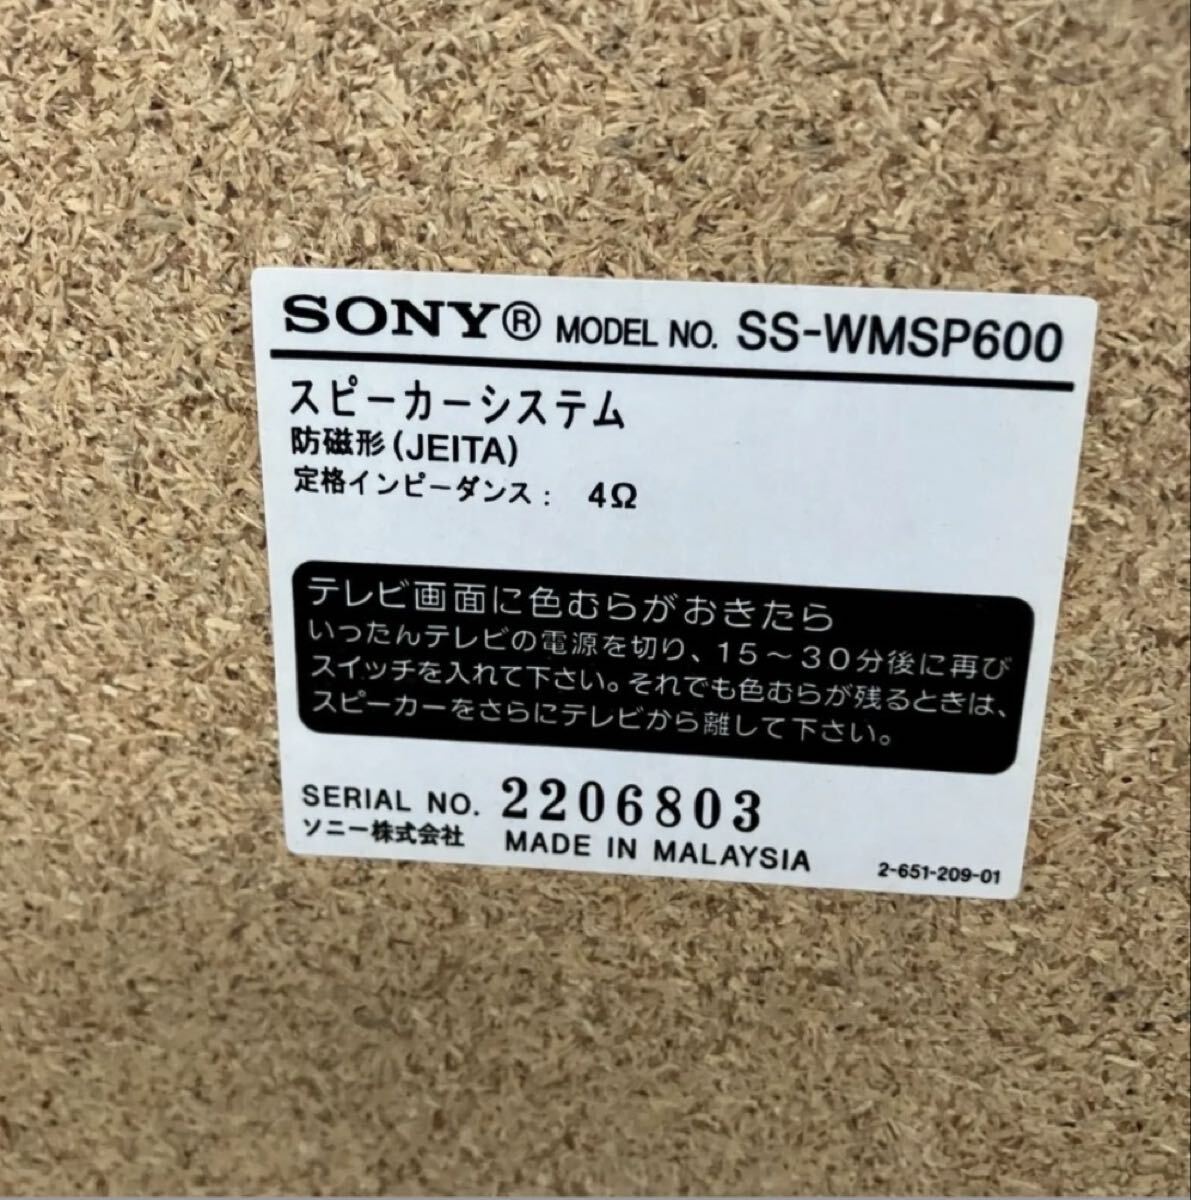 SONY® MODEL NO. SS-WMSP600
スピーカーシステム
防磁形(JEITA)
定格インピーダンス： 4Ω
テレビ画面に色むらがおきたら
いったんテレビの電源を切り、15～30分後に再び
スイッチを入れて下さい。それでも色むらが残るときは、
スピーカーをさらにテレビから離して下さい。
SERIAL NO. 2206803
ソニー株式会社 MADE IN MALAYSIA 2-651-209-01